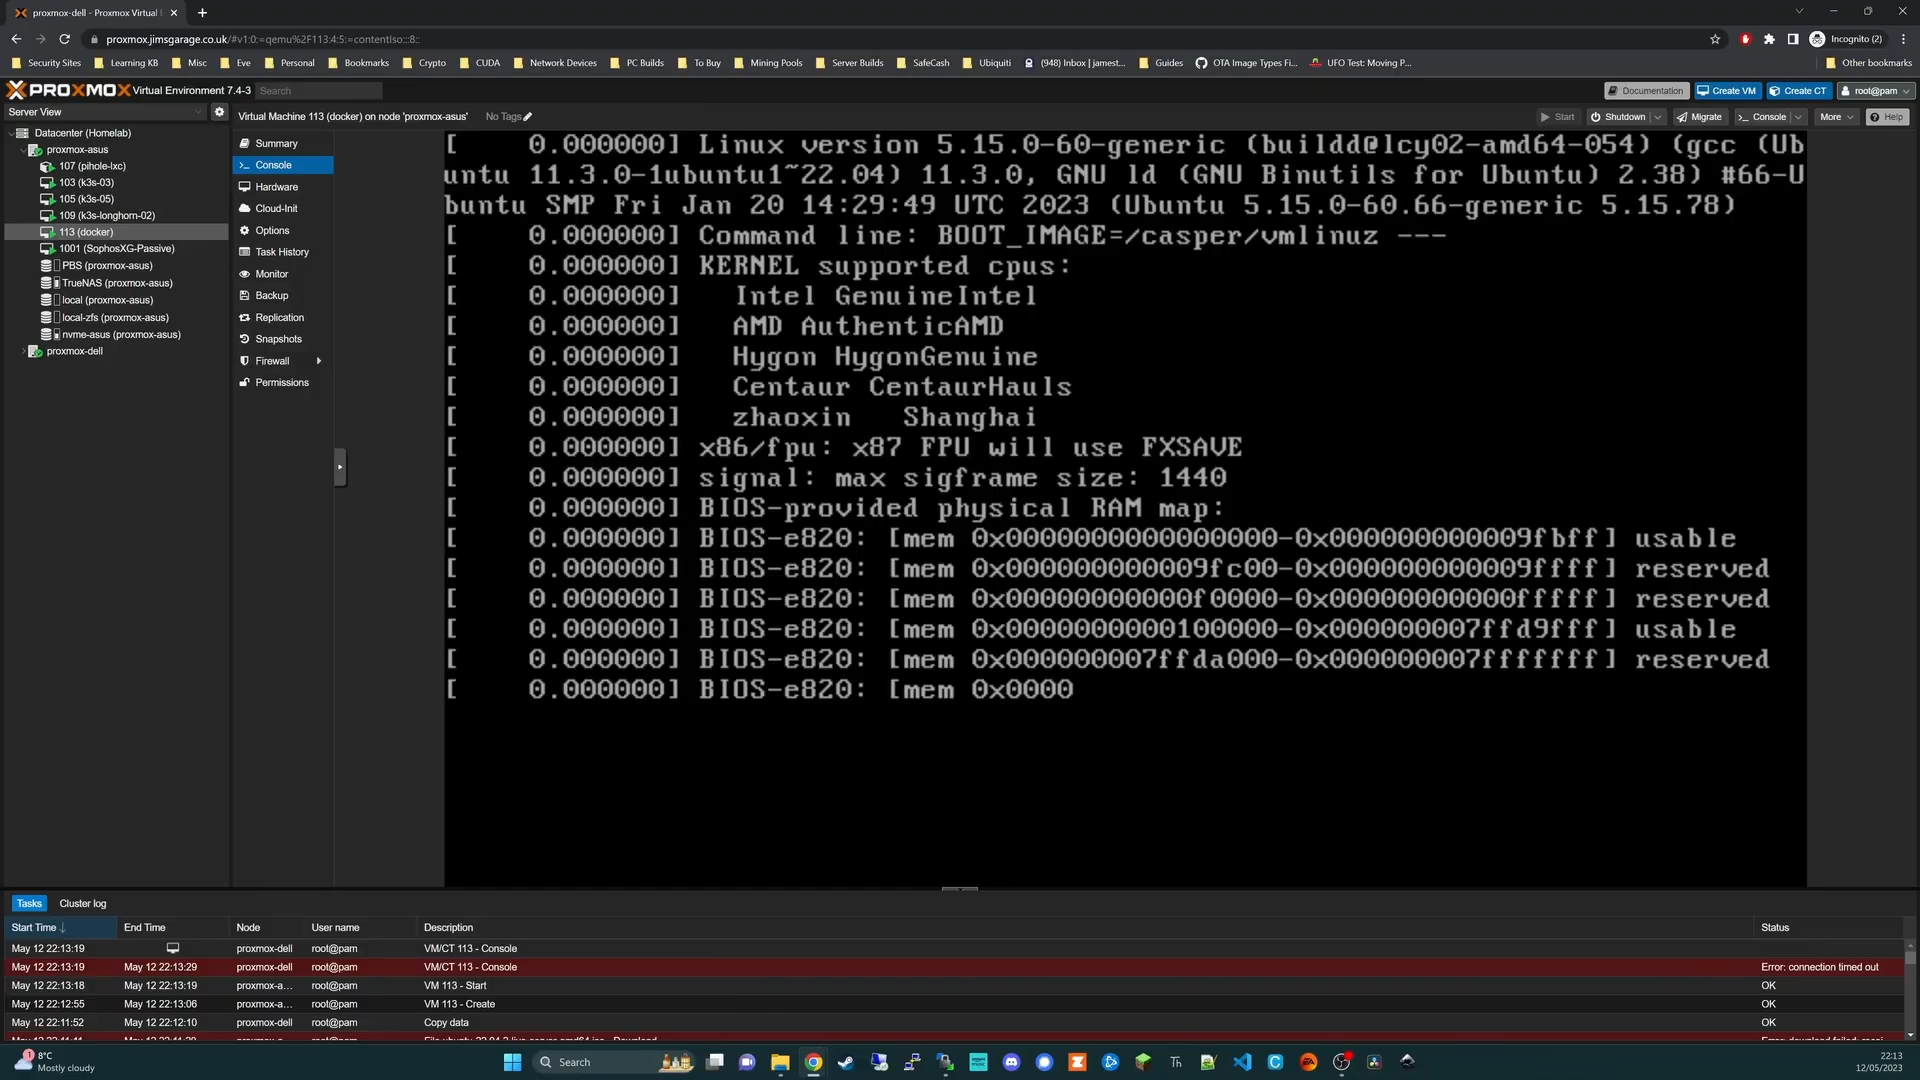 proxmox-dell - Proxmox Virtual
proxmox.jimsgarage.co.uk/#v1:0:=qemu%2F113:4:5:=contentIso:::8::
Incognito (2)
Security Sites
Learning KB
Misc
Eve
Personal
Bookmarks
Crypto
CUDA
Network Devices
PC Builds
To Buy
Mining Pools
Server Builds
SafeCash
Ubiquiti
(948) Inbox | jamest...
Guides
OTA Image Types Fi...
UFO Test: Moving P...
Other bookmarks
PROXMOX Virtual Environment 7.4-3
Search
Documentation
Create VM
Create CT
root@pam
Server View
Virtual Machine 113 (docker) on node 'proxmox-asus'
No Tags
Start
Shutdown
Migrate
Console
More
Help
Datacenter (Homelab)
proxmox-asus
107 (pihole-lxc)
103 (k3s-03)
105 (k3s-05)
109 (k3s-longhorn-02)
113 (docker)
1001 (SophosXG-Passive)
PBS (proxmox-asus)
TrueNAS (proxmox-asus)
local (proxmox-asus)
local-zfs (proxmox-asus)
nvme-asus (proxmox-asus)
proxmox-dell
Summary
Console
Hardware
Cloud-Init
Options
Task History
Monitor
Backup
Replication
Snapshots
Firewall
Permissions
[    0.000000] Linux version 5.15.0-60-generic (buildd@lcy02-amd64-054) (gcc (Ub
untu 11.3.0-1ubuntu1~22.04) 11.3.0, GNU ld (GNU Binutils for Ubuntu) 2.38) #66-U
buntu SMP Fri Jan 20 14:29:49 UTC 2023 (Ubuntu 5.15.0-60.66-generic 5.15.78)
[    0.000000] Command line: BOOT_IMAGE=/casper/vmlinuz ---
[    0.000000] KERNEL supported cpus:
[    0.000000]   Intel GenuineIntel
[    0.000000]   AMD AuthenticAMD
[    0.000000]   Hygon HygonGenuine
[    0.000000]   Centaur CentaurHauls
[    0.000000]   zhaoxin   Shanghai
[    0.000000] x86/fpu: x87 FPU will use FXSAVE
[    0.000000] signal: max sigframe size: 1440
[    0.000000] BIOS-provided physical RAM map:
[    0.000000] BIOS-e820: [mem 0x0000000000000000-0x000000000009fbff] usable
[    0.000000] BIOS-e820: [mem 0x000000000009fc00-0x000000000009ffff] reserved
[    0.000000] BIOS-e820: [mem 0x00000000000f0000-0x00000000000fffff] reserved
[    0.000000] BIOS-e820: [mem 0x0000000000100000-0x000000007ffd9fff] usable
[    0.000000] BIOS-e820: [mem 0x000000007ffda000-0x000000007fffffff] reserved
[    0.000000] BIOS-e820: [mem 0x0000
Tasks
Cluster log
Start Time End Time Node User name Description Status
May 12 22:13:19 proxmox-dell root@pam VM/CT 113 - Console
May 12 22:13:19 May 12 22:13:29 proxmox-dell root@pam VM/CT 113 - Console Error: connection timed out
May 12 22:13:18 May 12 22:13:19 proxmox-a... root@pam VM 113 - Start OK
May 12 22:12:55 May 12 22:13:06 proxmox-a... root@pam VM 113 - Create OK
May 12 22:11:52 May 12 22:12:10 proxmox-dell root@pam Copy data OK
8°C
Mostly cloudy
Search
22:13
12/05/2023